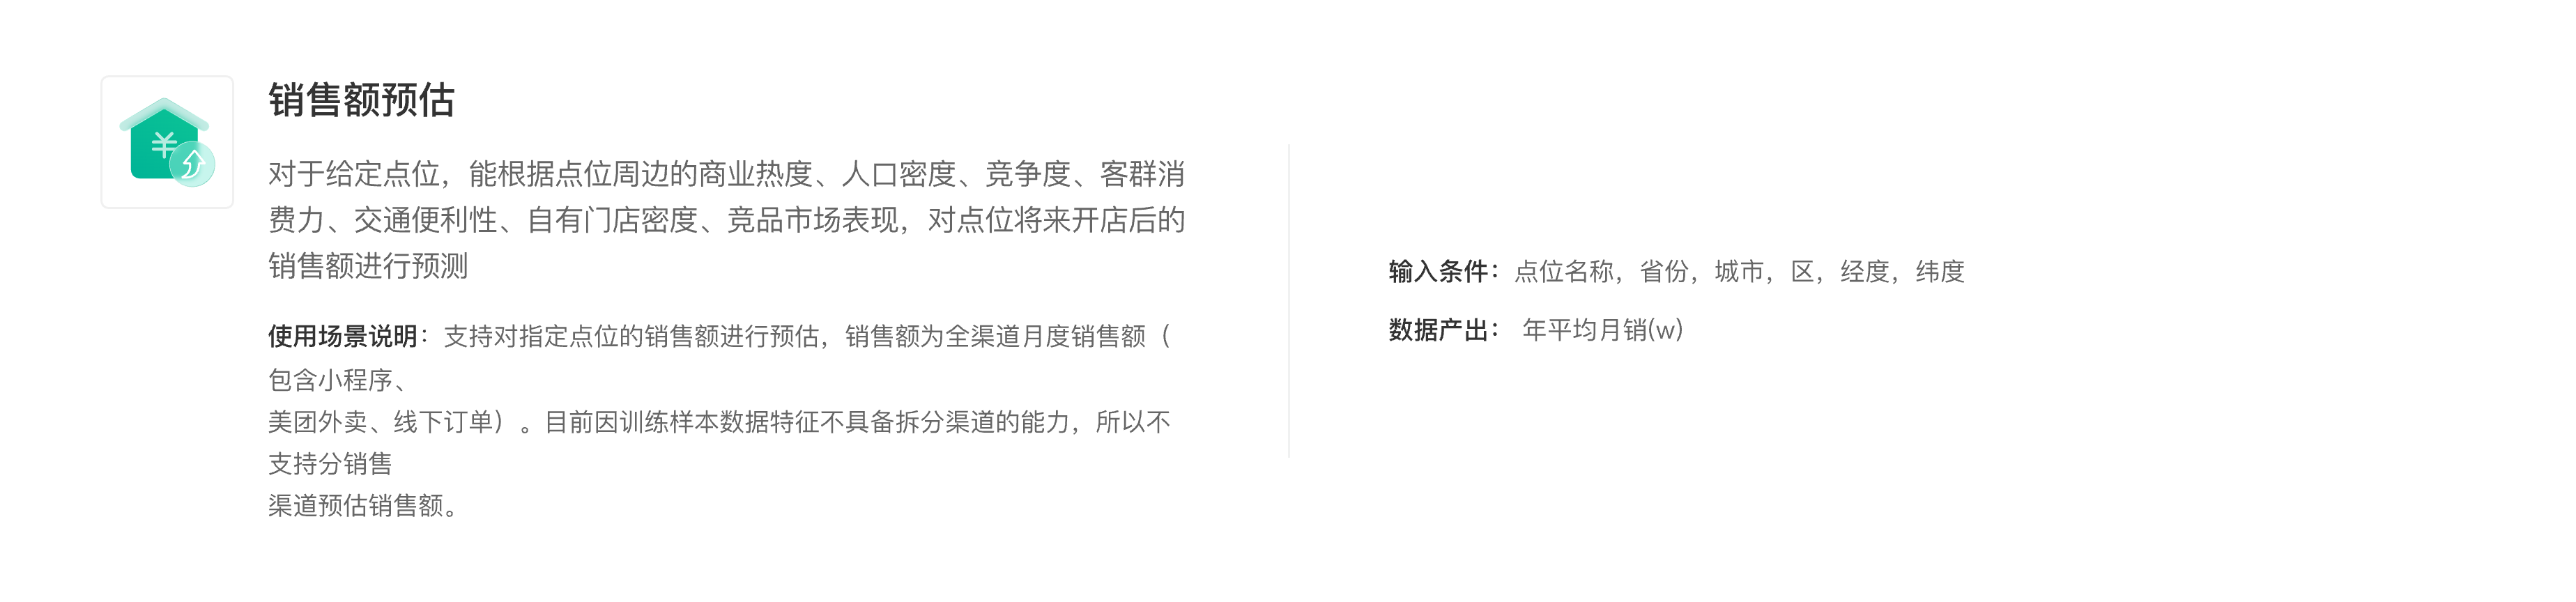 销售额预估
对于给定点位，能根据点位周边的商业热度、人口密度、竞争度、客群消
费力、交通便利性、自有门店密度、竞品市场表现，对点位将来开店后的
销售额进行预测
使用场景说明：支持对指定点位的销售额进行预估，销售额为全渠道月度销售额（
包含小程序、
美团外卖、线下订单）。目前因训练样本数据特征不具备拆分渠道的能力，所以不
支持分销售
渠道预估销售额。
输入条件：点位名称，省份，城市，区，经度，纬度
数据产出： 年平均月销(w)